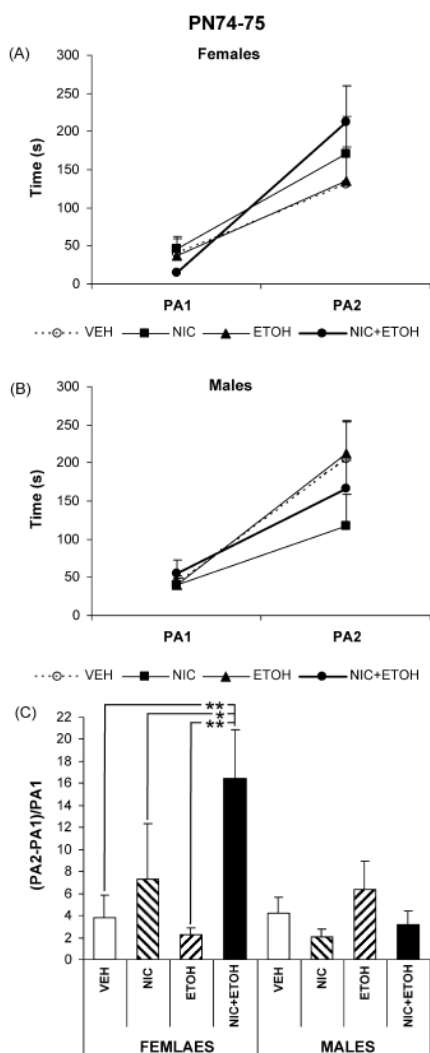 PN74-75
(A) Females
Time (s)
300
250
200
150
100
50
0
PA1 PA2
VEH NIC ETOH NIC+ETOH
(B) Males
Time (s)
300
250
200
150
100
50
0
PA1 PA2
VEH NIC ETOH NIC+ETOH
(C)
(PA2-PA1)/PA1
22
20
18
16
14
12
10
8
6
4
2
0
**
*
**
VEH NIC ETOH NIC+ETOH VEH NIC ETOH NIC+ETOH
FEMLAES MALES